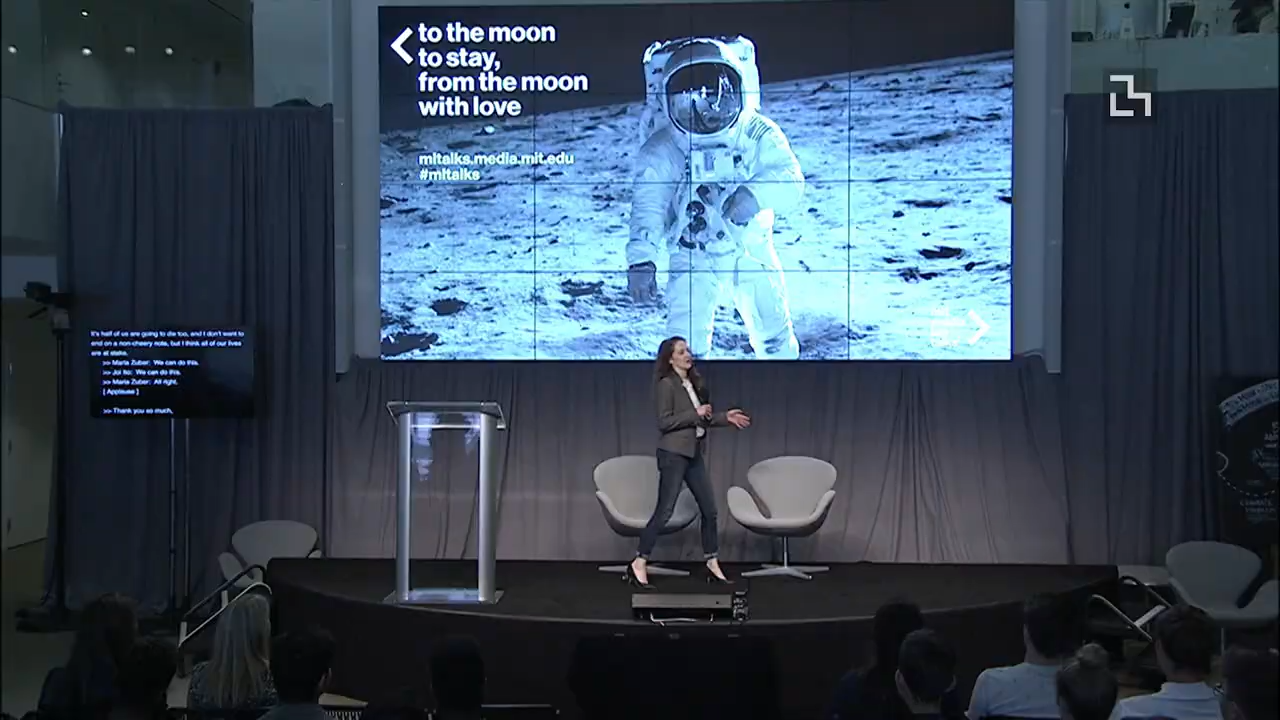 to the moon
to stay,
from the moon
with love
mitalks.media.mit.edu
#mitalks
It's half of us are going to die too, and I don't want to
end on a non-cheery note, but I think all of our lives
are at stake.
>> Maria Zuber: We can do this.
>> Joi Ito: We can do this.
>> Maria Zuber: All right.
[ Applause ]
>> Thank you so much,